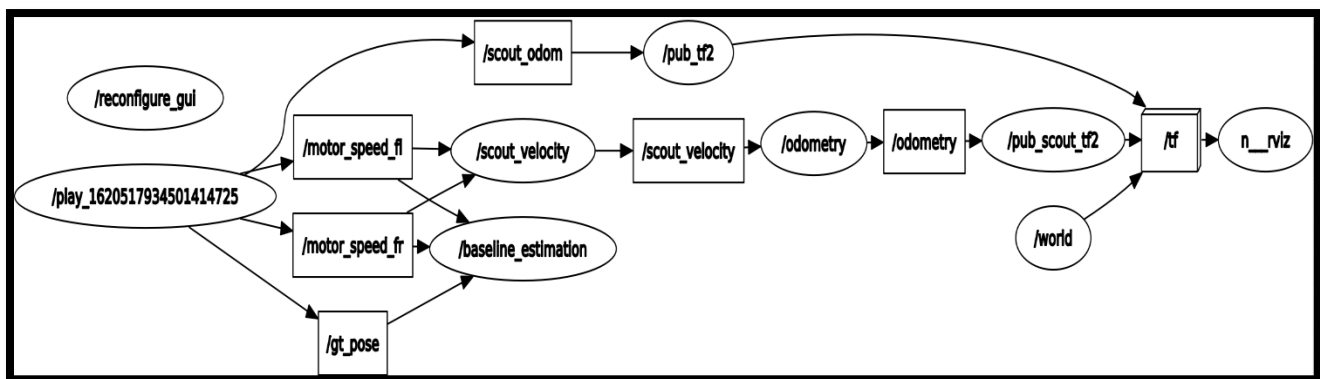 /scout_odom
/pub_tf2
/reconfigure_gui
/motor_speed_fl
/scout_velocity
/scout_velocity
/odometry
/odometry
/pub_scout_tf2
/tf
n__rviz
/play_1620517934501414725
/motor_speed_fr
/baseline_estimation
/world
/gt_pose